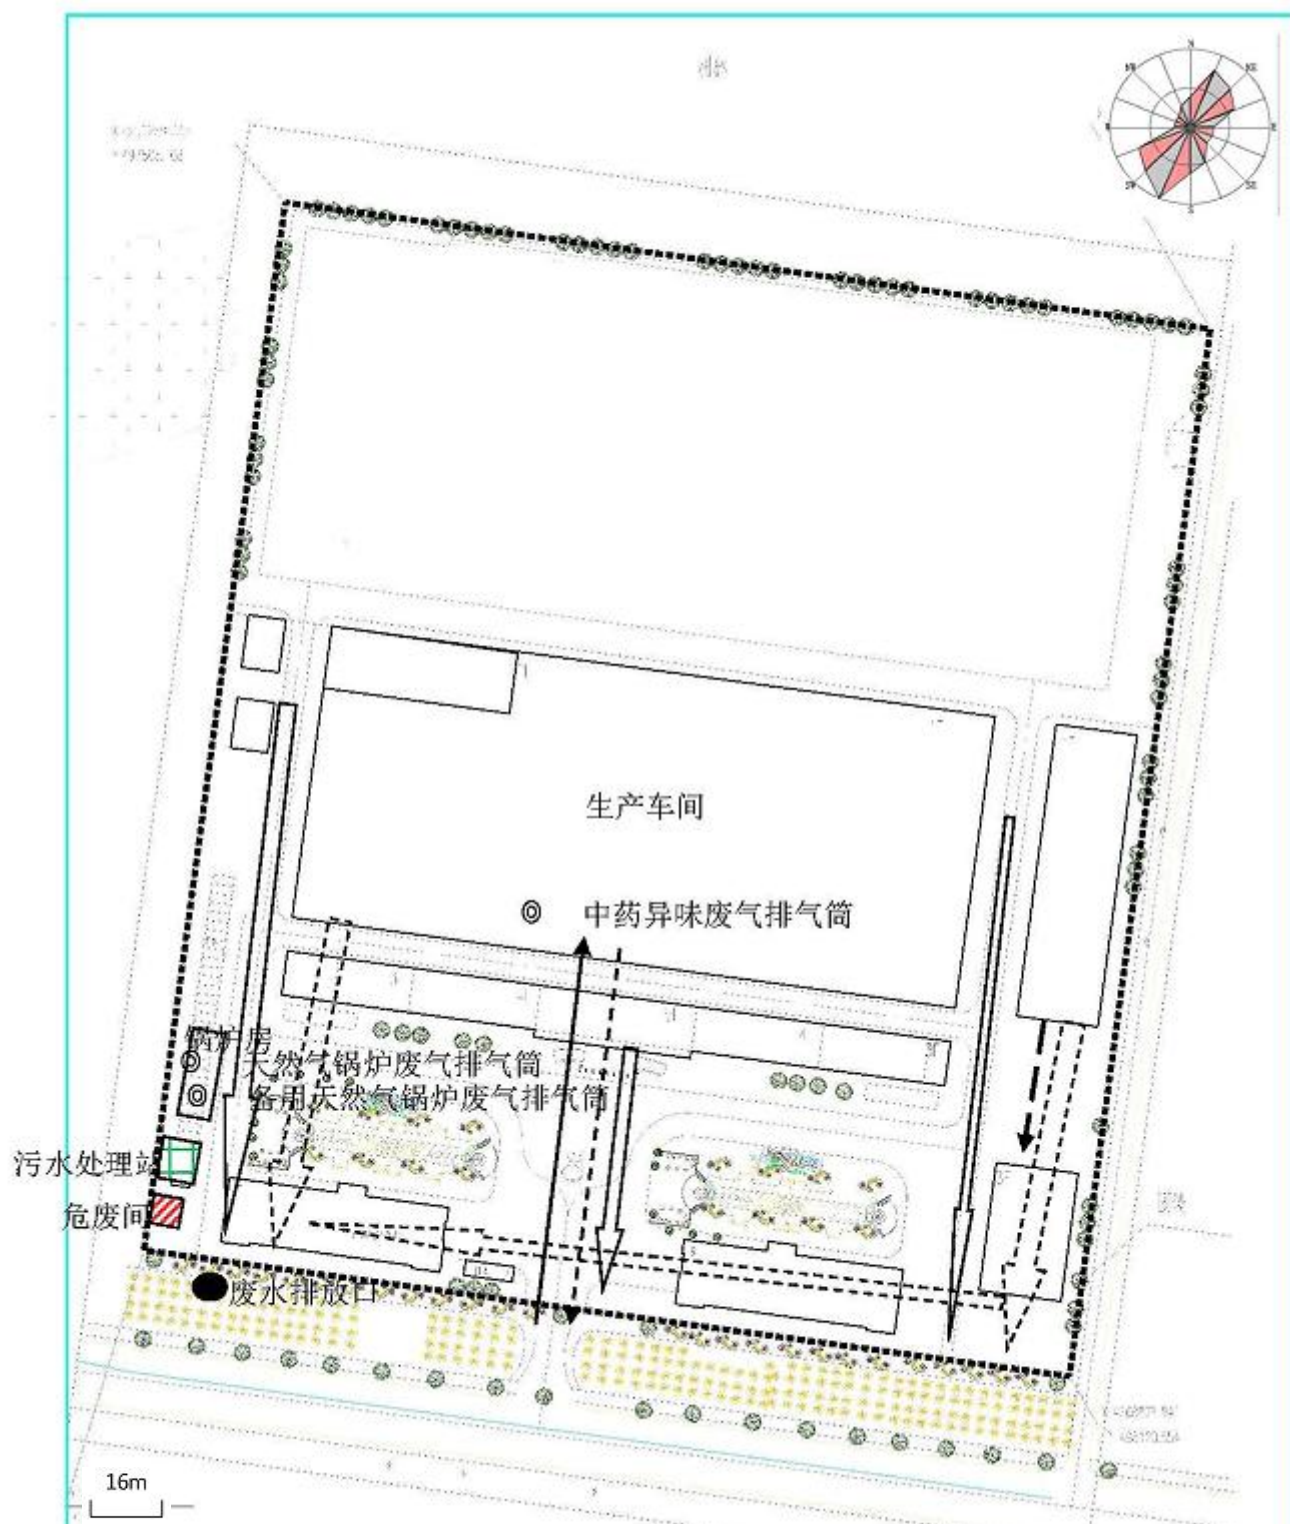 N
S
生产车间
中药异味废气排气筒
锅炉房
天然气锅炉废气排气筒
备用天然气锅炉废气排气筒
污水处理站
危废间
废水排放口
16m